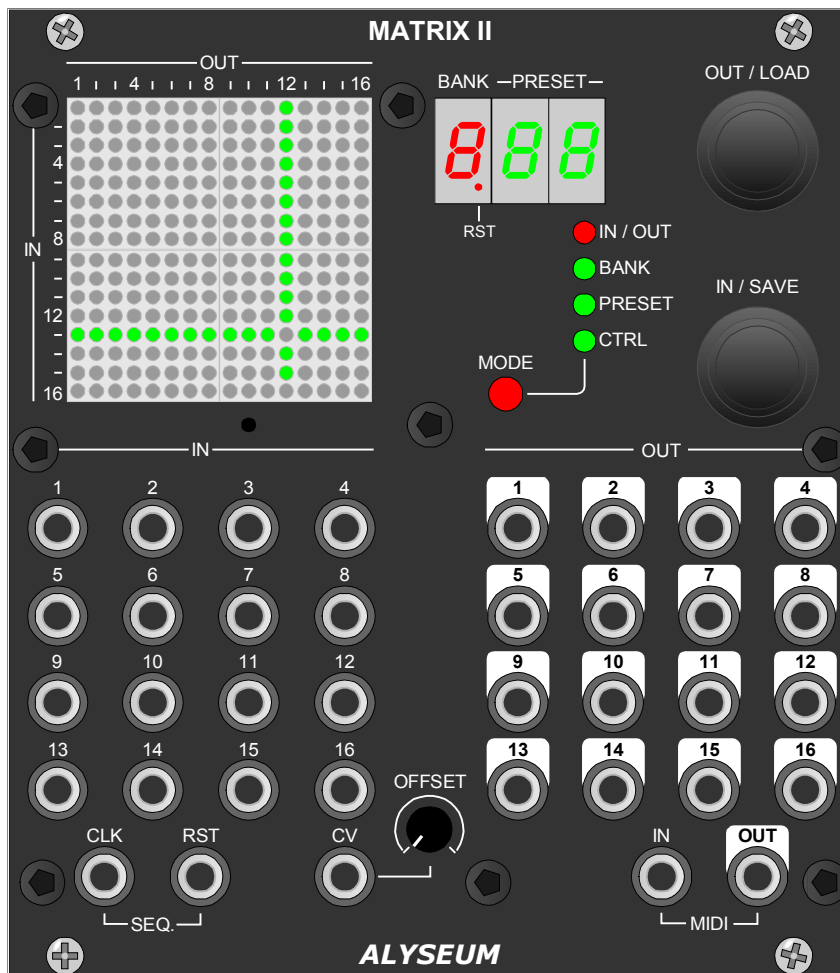 MATRIX II
OUT
1 4 8 12 16
IN
4
8
12
16
BANK PRESET
8.88
RST
OUT / LOAD
IN / OUT
BANK
PRESET
CTRL
MODE
IN / SAVE
IN
1 2 3 4
5 6 7 8
9 10 11 12
13 14 15 16
OUT
1 2 3 4
5 6 7 8
9 10 11 12
13 14 15 16
OFFSET
CLK RST CV
SEQ.
IN OUT
MIDI
ALYSEUM